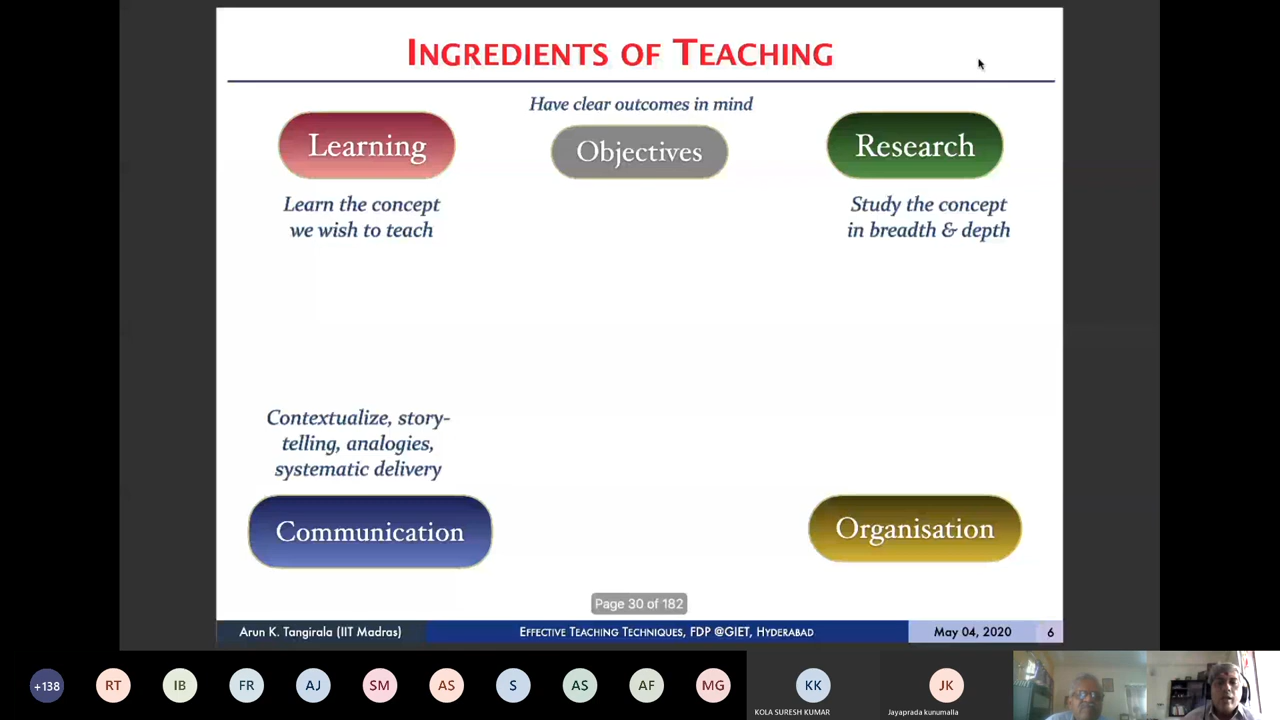 INGREDIENTS OF TEACHING
Have clear outcomes in mind
Learning
Objectives
Research
Learn the concept
we wish to teach
Study the concept
in breadth & depth
Contextualize, story-
telling, analogies,
systematic delivery
Communication
Organisation
Page 30 of 182
Arun K. Tangirala (IIT Madras)
EFFECTIVE TEACHING TECHNIQUES, FDP @GIET, HYDERABAD
May 04, 2020
6
+138
RT
IB
FR
AJ
SM
AS
S
AS
AF
MG
KK
KOLA SURESH KUMAR
JK
Jayaprada kunumalla